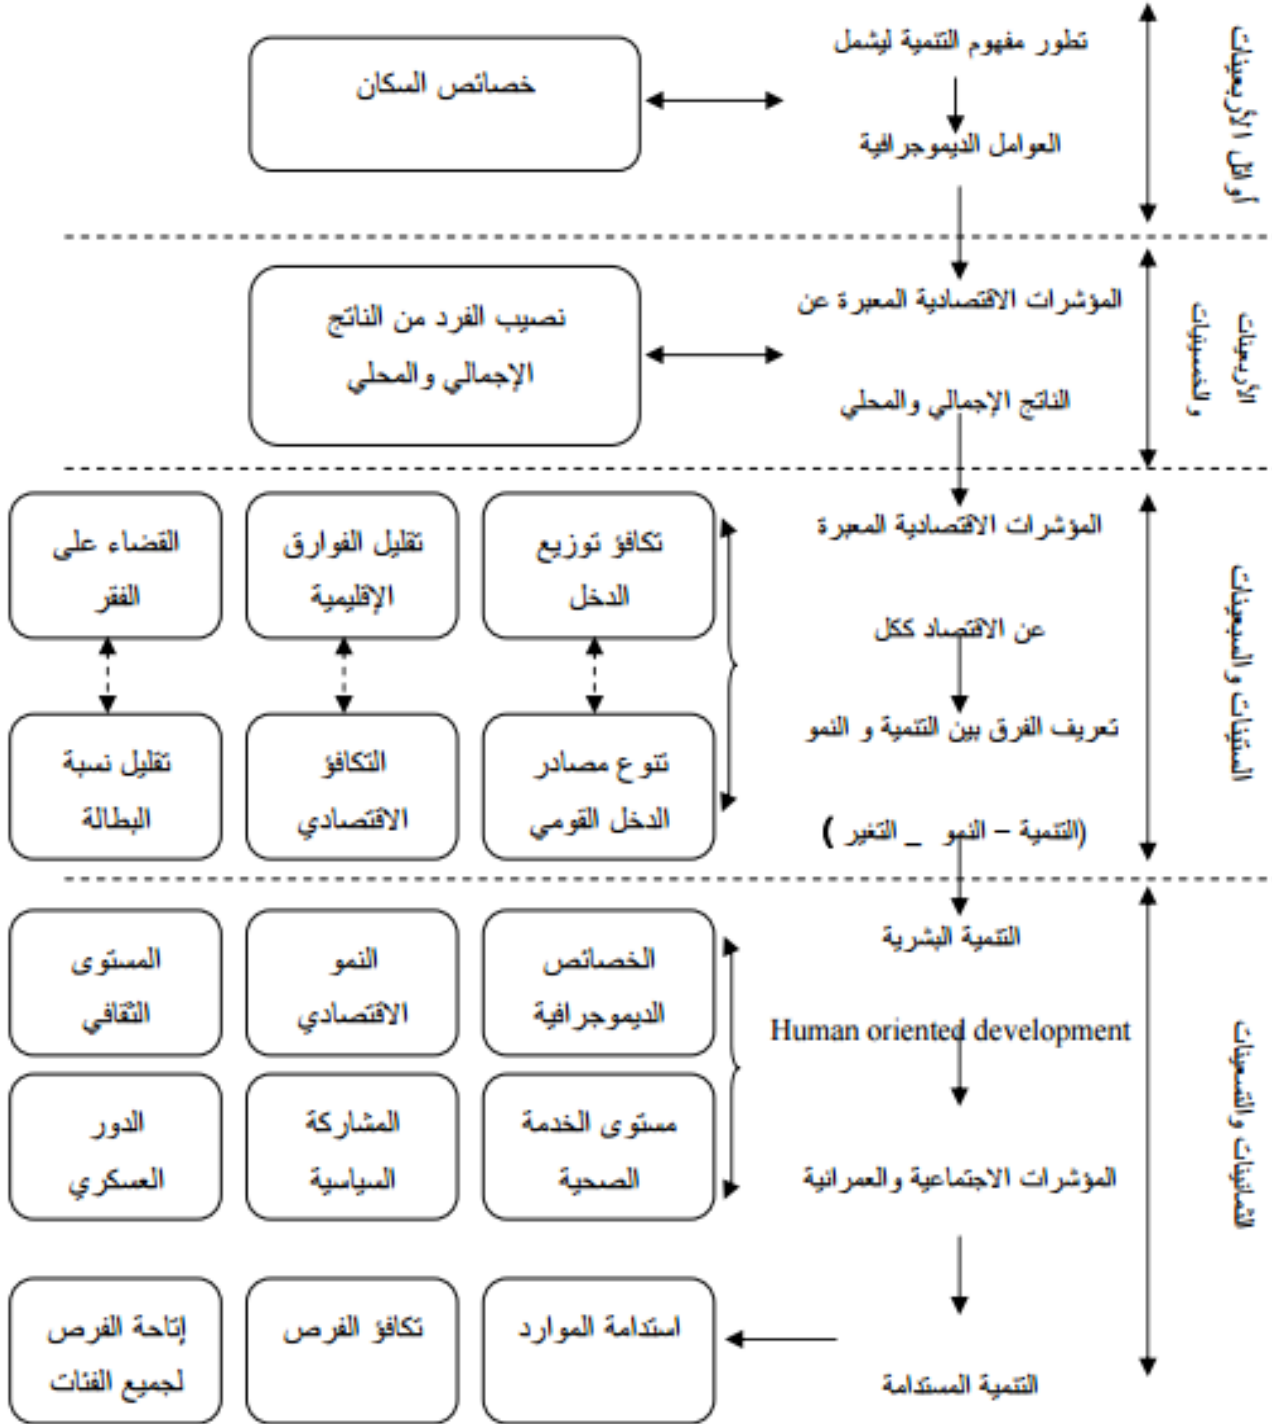 أوائل الأربعينات
تطور مفهوم التنمية ليشمل
العوامل الديموجرافية
خصائص السكان
الأربعينات
والخمسينيات
المؤشرات الاقتصادية المعبرة عن
الناتج الإجمالي والمحلي
نصيب الفرد من الناتج
الإجمالي والمحلي
الستينات والسبعينات
المؤشرات الاقتصادية المعبرة
عن الاقتصاد ككل
تعريف الفرق بين التنمية و النمو
(التنمية – النمو _ التغير )
تكافؤ توزيع
الدخل
تقليل الفوارق
الإقليمية
القضاء على
الفقر
تنوع مصادر
الدخل القومي
التكافؤ
الاقتصادي
تقليل نسبة
البطالة
الثمانينات والتسعينات
التنمية البشرية
Human oriented development
المؤشرات الاجتماعية والعمرانية
التنمية المستدامة
الخصائص
الديموجرافية
النمو
الاقتصادي
المستوى
الثقافي
مستوى الخدمة
الصحية
المشاركة
السياسية
الدور
العسكري
استدامة الموارد
تكافؤ الفرص
إتاحة الفرص
لجميع الفئات